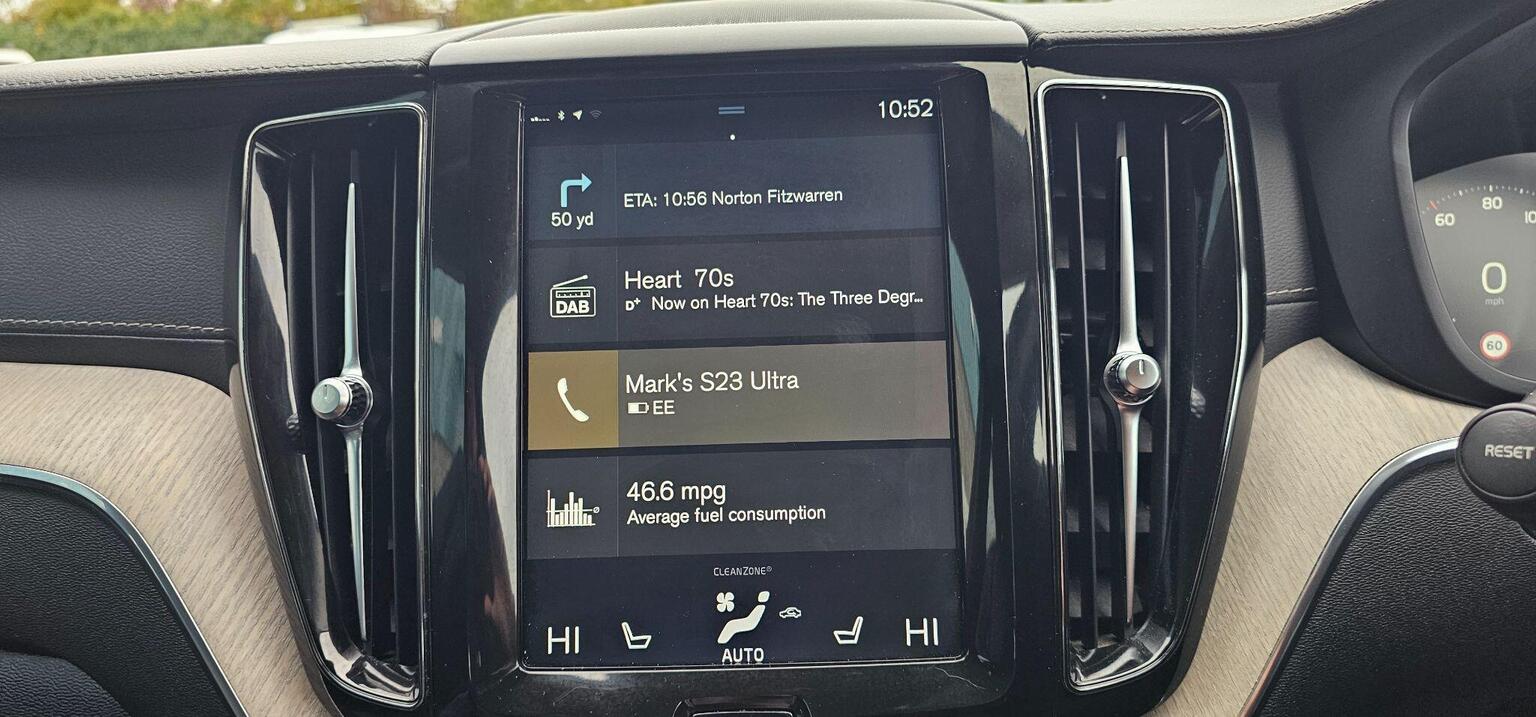 10:52
50 yd
ETA: 10:56 Norton Fitzwarren
DAB
Heart 70s
D+ Now on Heart 70s: The Three Degr...
Mark's S23 Ultra
EE
46.6 mpg
Average fuel consumption
CLEANZONE®
HI
HI
AUTO
60
80
10
0
mph
60
RESET